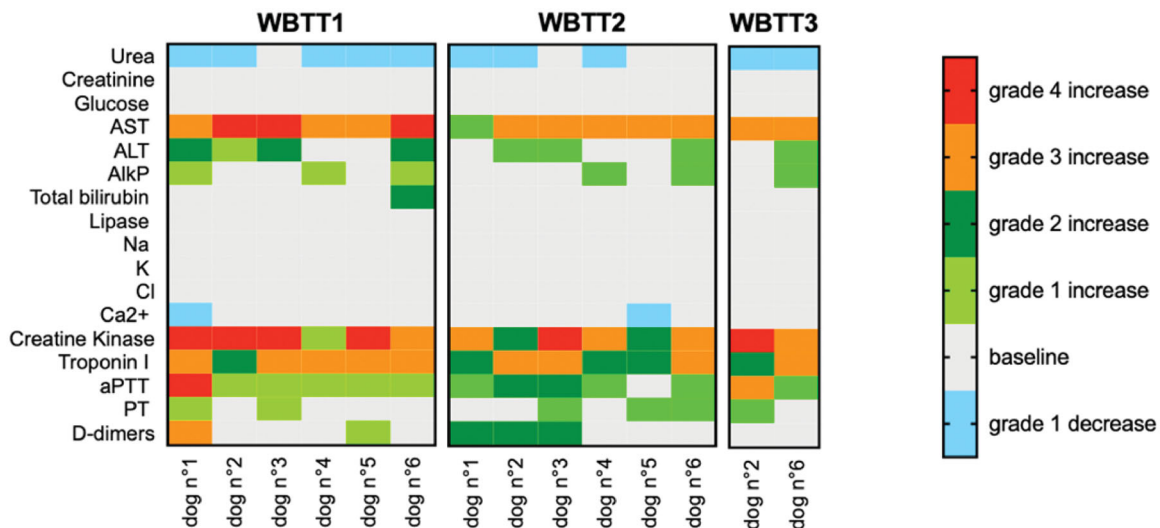 WBTT1 WBTT2 WBTT3
Urea
Creatinine
Glucose
AST
ALT
AlkP
Total bilirubin
Lipase
Na
K
Cl
Ca2+
Creatine Kinase
Troponin I
aPTT
PT
D-dimers
dog n°1
dog n°2
dog n°3
dog n°4
dog n°5
dog n°6
dog n°1
dog n°2
dog n°3
dog n°4
dog n°5
dog n°6
dog n°2
dog n°6
grade 4 increase
grade 3 increase
grade 2 increase
grade 1 increase
baseline
grade 1 decrease